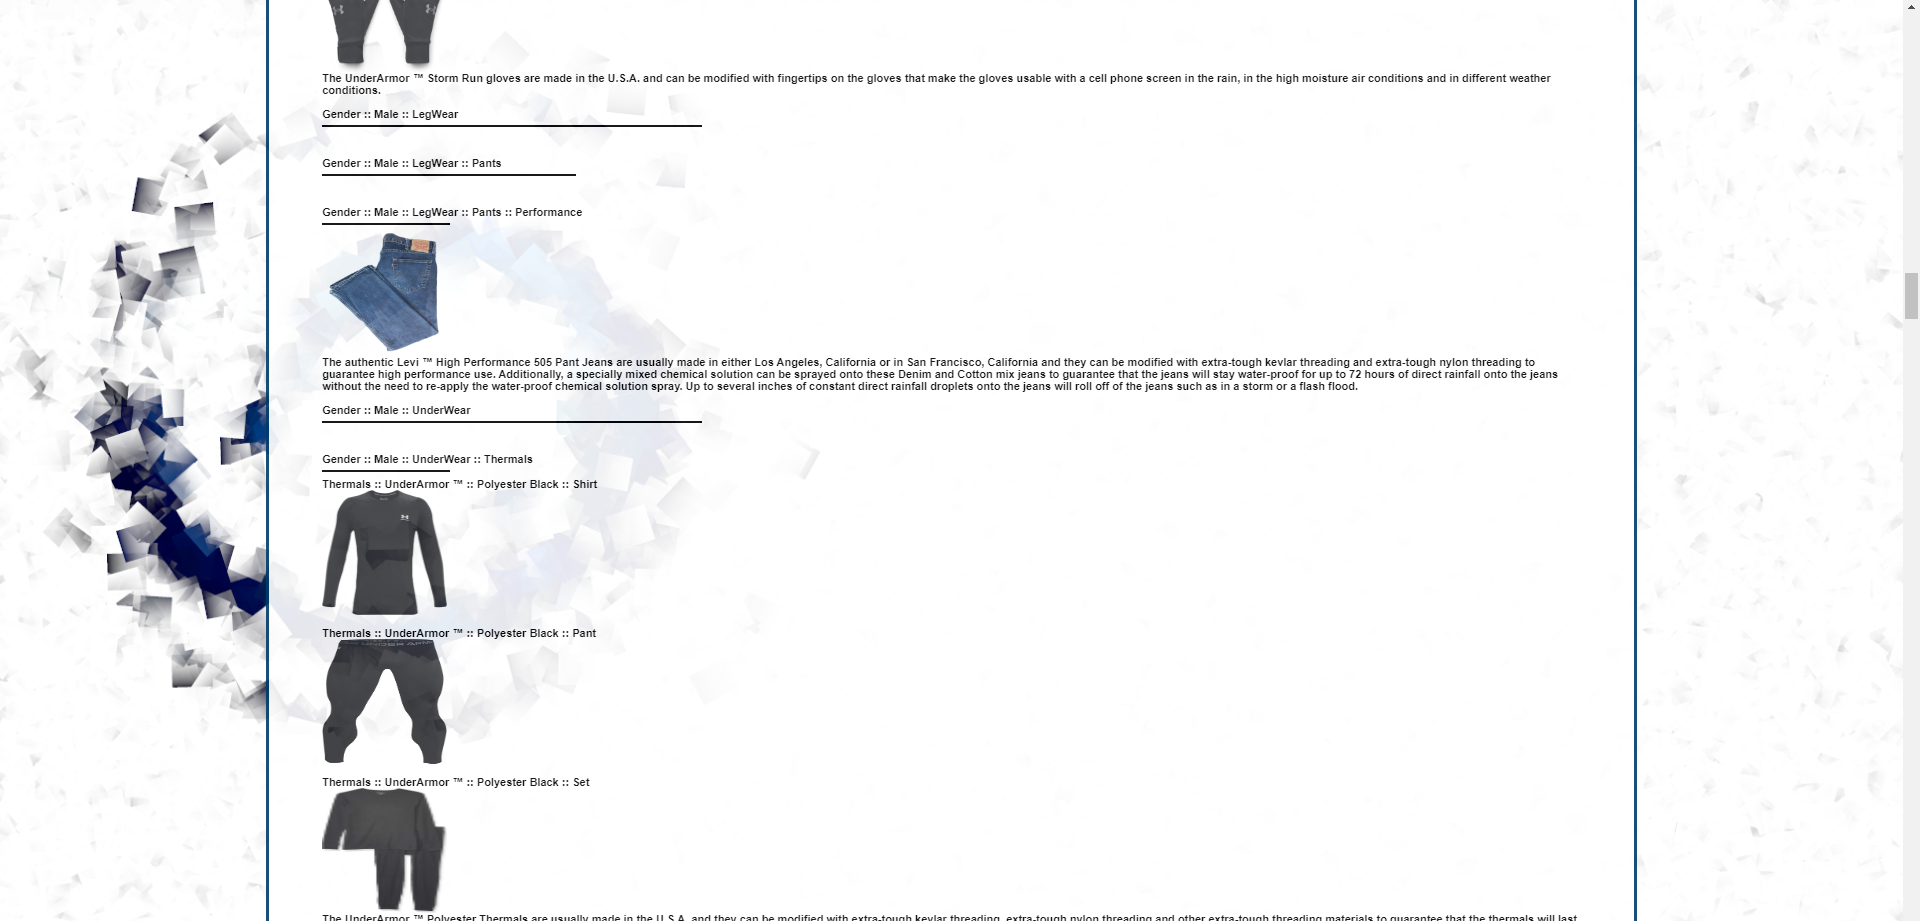 The UnderArmor ™ Storm Run gloves are made in the U.S.A. and can be modified with fingertips on the gloves that make the gloves usable with a cell phone screen in the rain, in the high moisture air conditions and in different weather
conditions.
Gender :: Male :: LegWear
Gender :: Male :: LegWear :: Pants
Gender :: Male :: LegWear :: Pants :: Performance
The authentic Levi ™ High Performance 505 Pant Jeans are usually made in either Los Angeles, California or in San Francisco, California and they can be modified with extra-tough kevlar threading and extra-tough nylon threading to
guarantee high performance use. Additionally, a specially mixed chemical solution can be sprayed onto these Denim and Cotton mix jeans to guarantee that the jeans will stay water-proof for up to 72 hours of direct rainfall onto the jeans
without the need to re-apply the water-proof chemical solution spray. Up to several inches of constant direct rainfall droplets onto the jeans will roll off of the jeans such as in a storm or a flash flood.
Gender :: Male :: UnderWear
Gender :: Male :: UnderWear :: Thermals
Thermals :: UnderArmor ™ :: Polyester Black :: Shirt
Thermals :: UnderArmor ™ :: Polyester Black :: Pant
Thermals :: UnderArmor ™ :: Polyester Black :: Set
The UnderArmor ™ Polyester Thermals are usually made in the U.S.A. and they can be modified with extra-tough kevlar threading, extra-tough nylon threading and other extra-tough threading materials to guarantee that the thermals will last